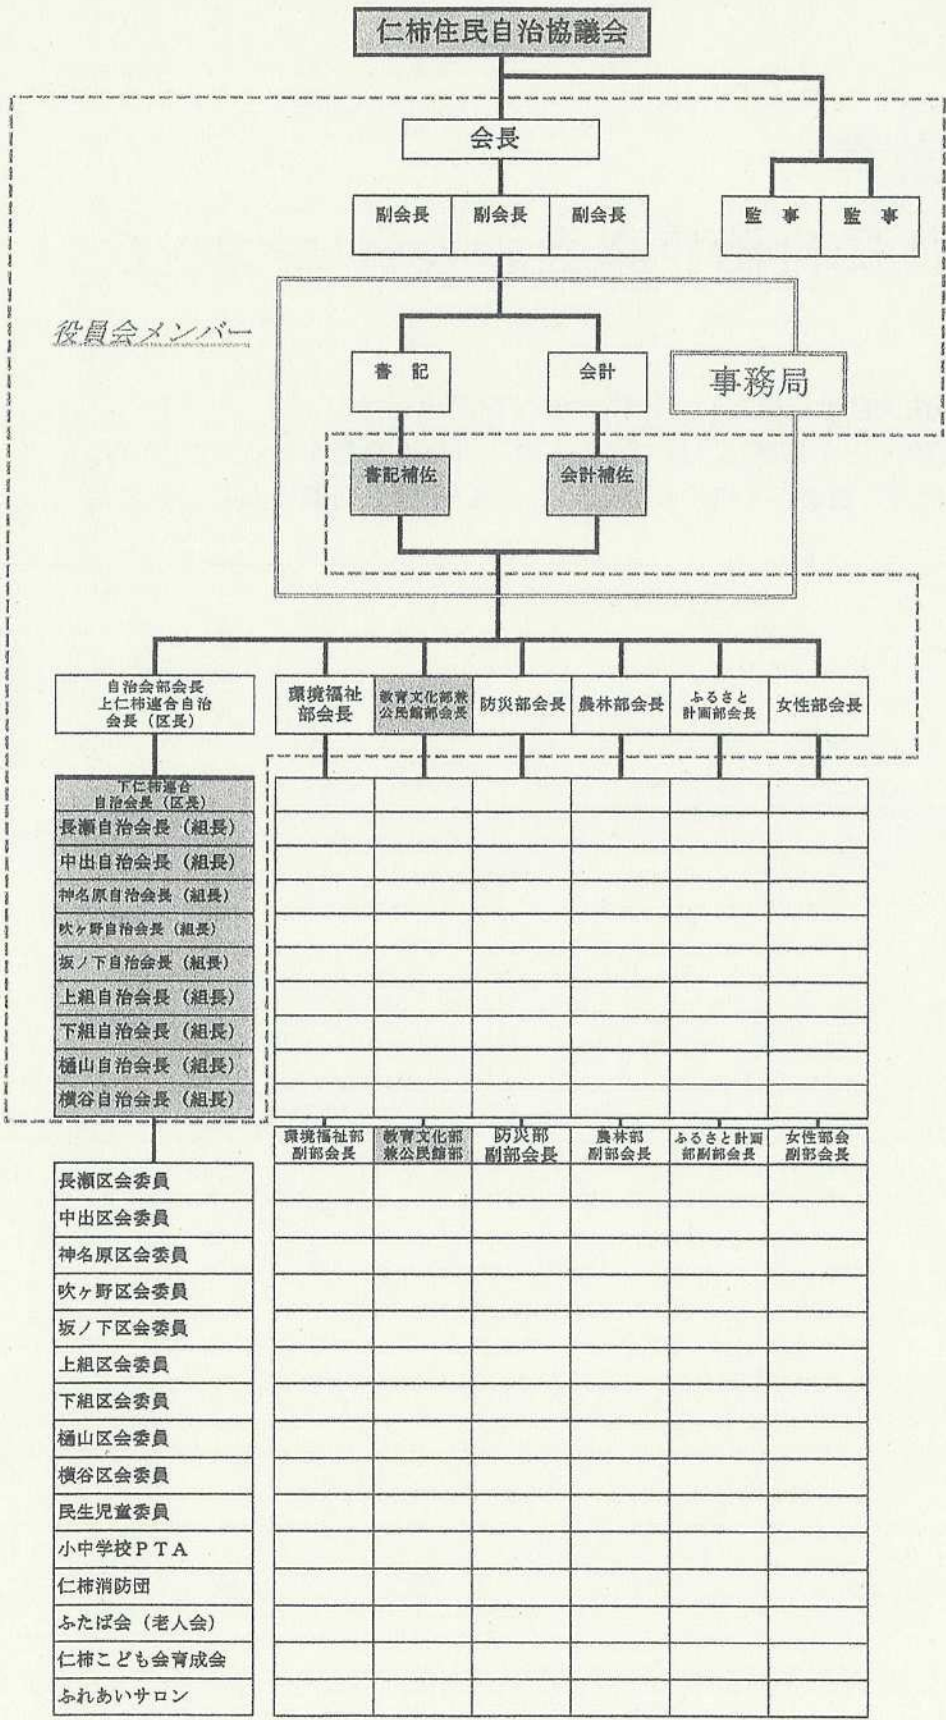 仁柿住民自治協議会
会長
副会長 副会長 副会長
監 事 監 事
役員会メンバー
書 記
会計
事務局
書記補佐
会計補佐
自治会部会長
上仁柿連合自治
会長（区長）
環境福祉
部会長
教育文化部兼
公民館部会長
防災部会長
農林部会長
ふるさと
計画部会長
女性部会長
下仁柿連合
自治会長（区長）
長瀬自治会長（組長）
中出自治会長（組長）
神名原自治会長（組長）
吹ヶ野自治会長（組長）
坂ノ下自治会長（組長）
上組自治会長（組長）
下組自治会長（組長）
樋山自治会長（組長）
横谷自治会長（組長）
環境福祉部
副部会長
教育文化部
兼公民館部
防災部
副部会長
農林部
副部会長
ふるさと計画
部副部会長
女性部会
副部会長
長瀬区会委員
中出区会委員
神名原区会委員
吹ヶ野区会委員
坂ノ下区会委員
上組区会委員
下組区会委員
樋山区会委員
横谷区会委員
民生児童委員
小中学校ＰＴＡ
仁柿消防団
ふたば会（老人会）
仁柿こども会育成会
ふれあいサロン